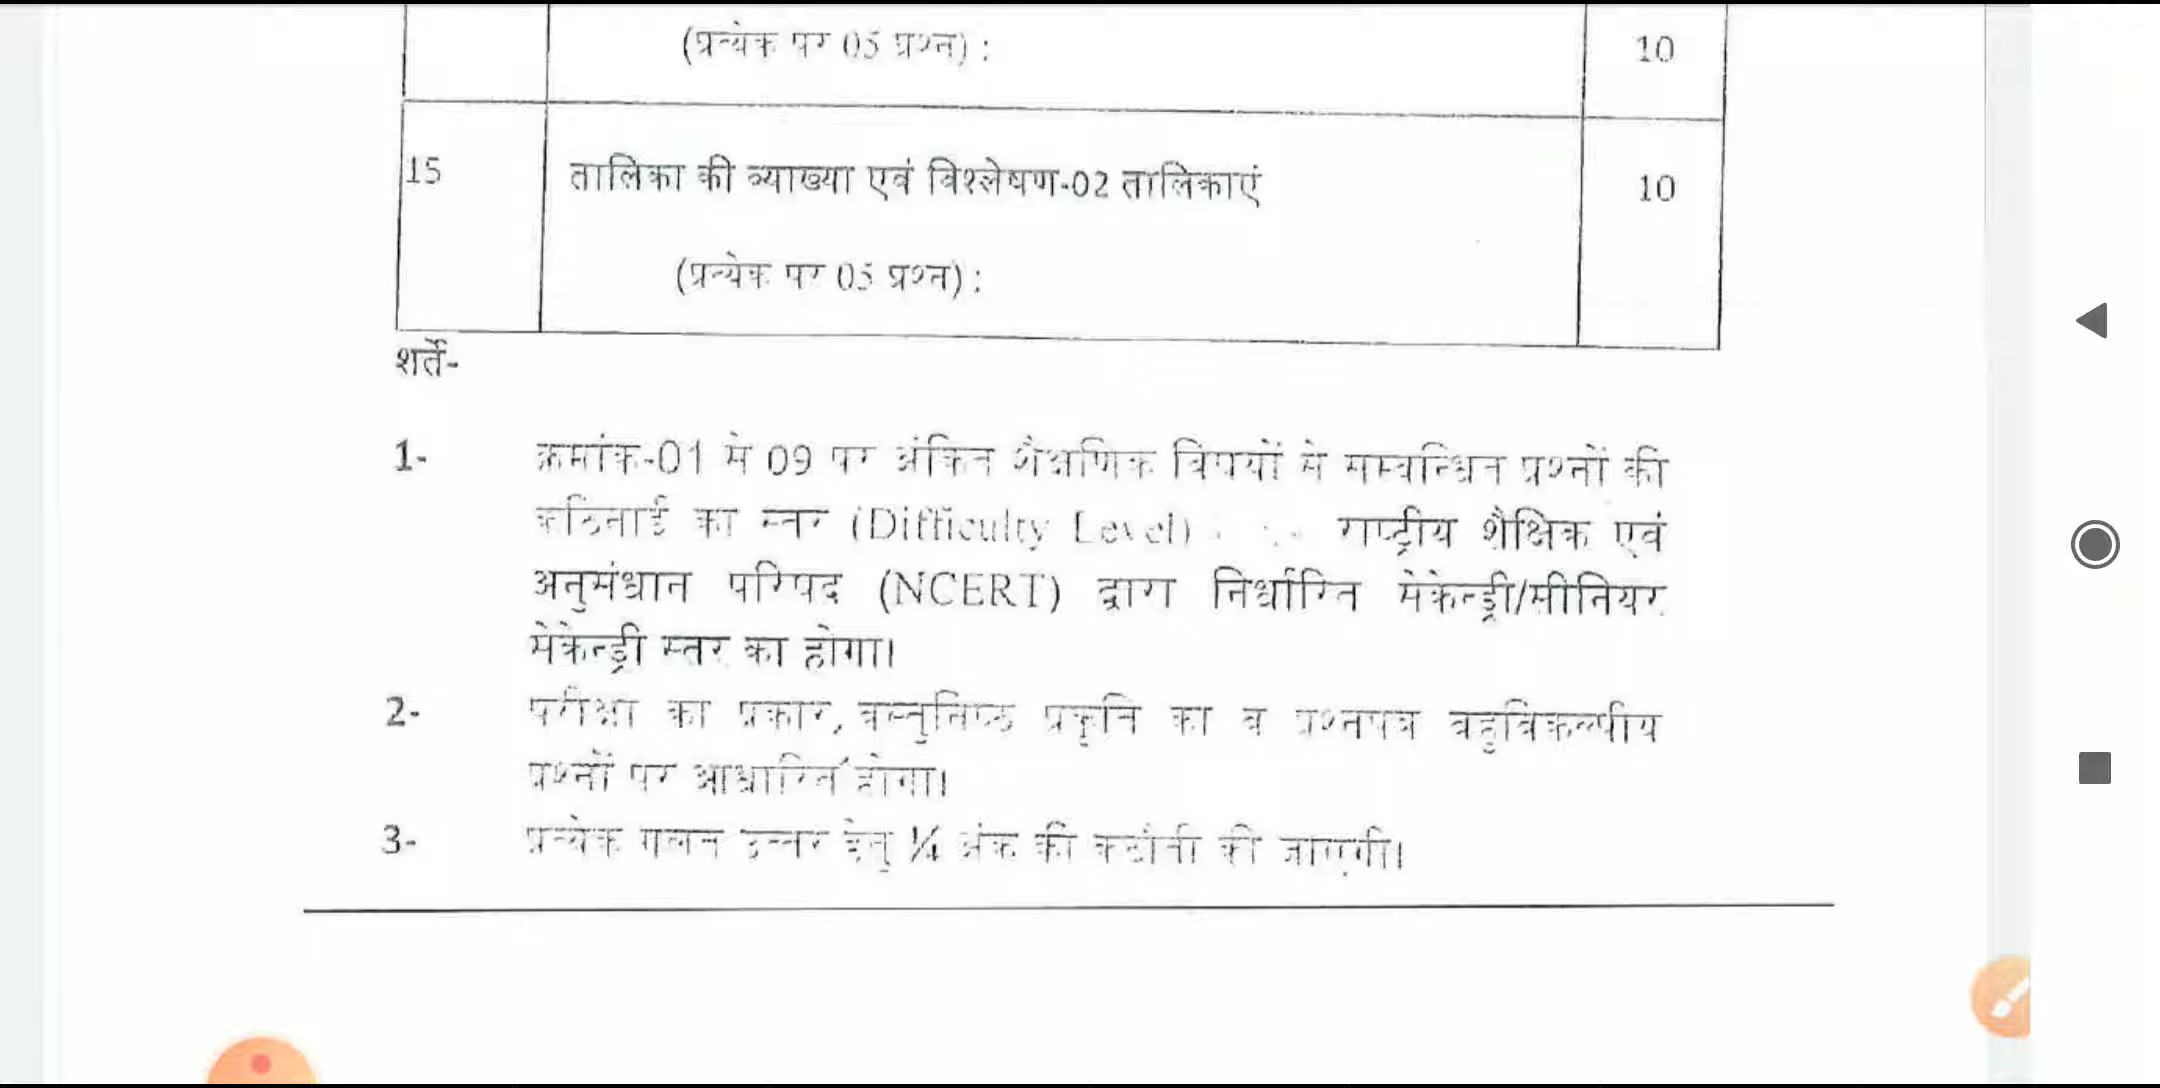 (प्रत्येक पर 05 प्रश्न) : 10
15 तालिका की व्याख्या एवं विश्लेषण-02 तालिकाएं 10
(प्रत्येक पर 05 प्रश्न) :
शर्ते-
1- क्रमांक-01 से 09 पर अंकित शैक्षणिक विषयों से सम्बन्धित प्रश्नों की
कठिनाई का स्तर (Difficulty Level) राष्ट्रीय शैक्षिक एवं
अनुसंधान परिषद (NCERT) द्वारा निर्धारित सेकेन्ड्री/सीनियर
सेकेन्ड्री स्तर का होगा।
2- परीक्षा का प्रकार, वस्तुनिष्ठ प्रकृति का व प्रश्नपत्र बहुविकल्पीय
प्रश्नों पर आधारित होगा।
3- प्रत्येक गलत उत्तर हेतु ¼ अंक की कटौती की जाएगी।